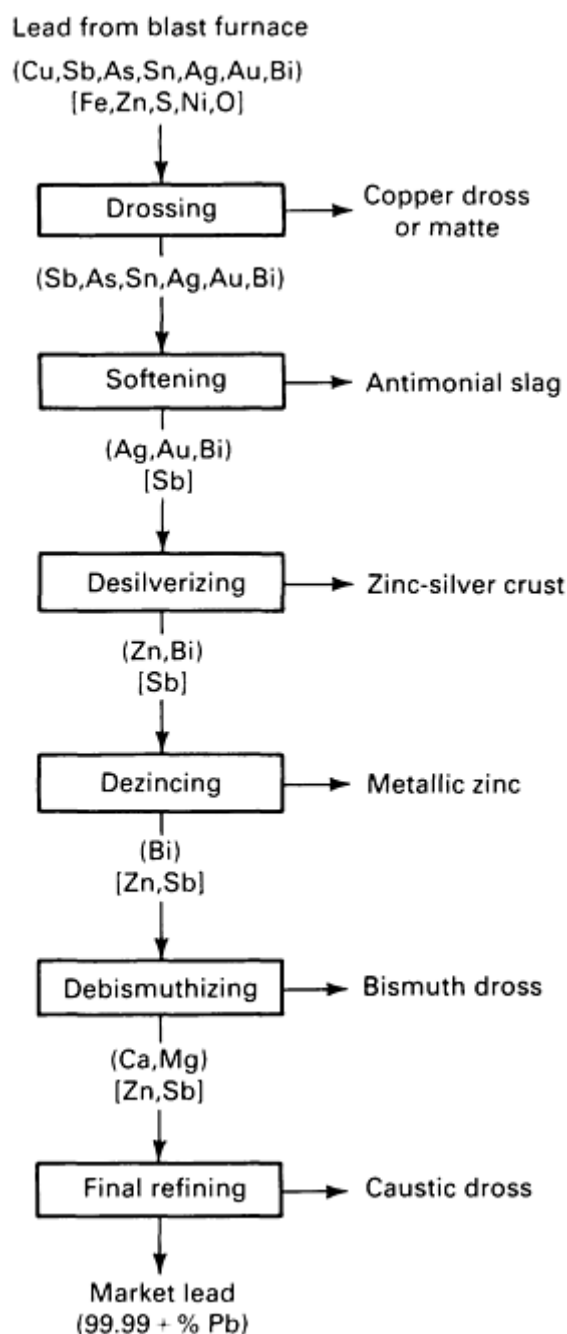 Lead from blast furnace
(Cu,Sb,As,Sn,Ag,Au,Bi)
[Fe,Zn,S,Ni,O]
Drossing
Copper dross
or matte
(Sb,As,Sn,Ag,Au,Bi)
Softening
Antimonial slag
(Ag,Au,Bi)
[Sb]
Desilverizing
Zinc-silver crust
(Zn,Bi)
[Sb]
Dezincing
Metallic zinc
(Bi)
[Zn,Sb]
Debismuthizing
Bismuth dross
(Ca,Mg)
[Zn,Sb]
Final refining
Caustic dross
Market lead
(99.99 + % Pb)